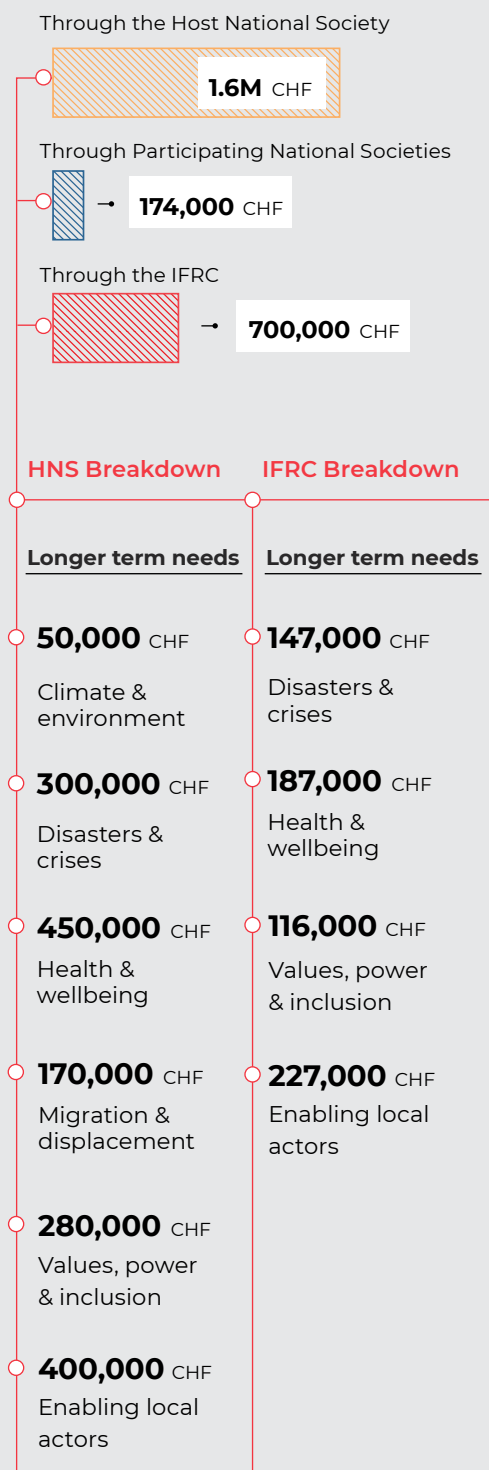 Through the Host National Society
1.6M CHF
Through Participating National Societies
174,000 CHF
Through the IFRC
700,000 CHF
HNS Breakdown
Longer term needs
50,000 CHF
Climate &
environment
300,000 CHF
Disasters &
crises
450,000 CHF
Health &
wellbeing
170,000 CHF
Migration &
displacement
280,000 CHF
Values, power
& inclusion
400,000 CHF
Enabling local
actors
IFRC Breakdown
Longer term needs
147,000 CHF
Disasters &
crises
187,000 CHF
Health &
wellbeing
116,000 CHF
Values, power
& inclusion
227,000 CHF
Enabling local
actors